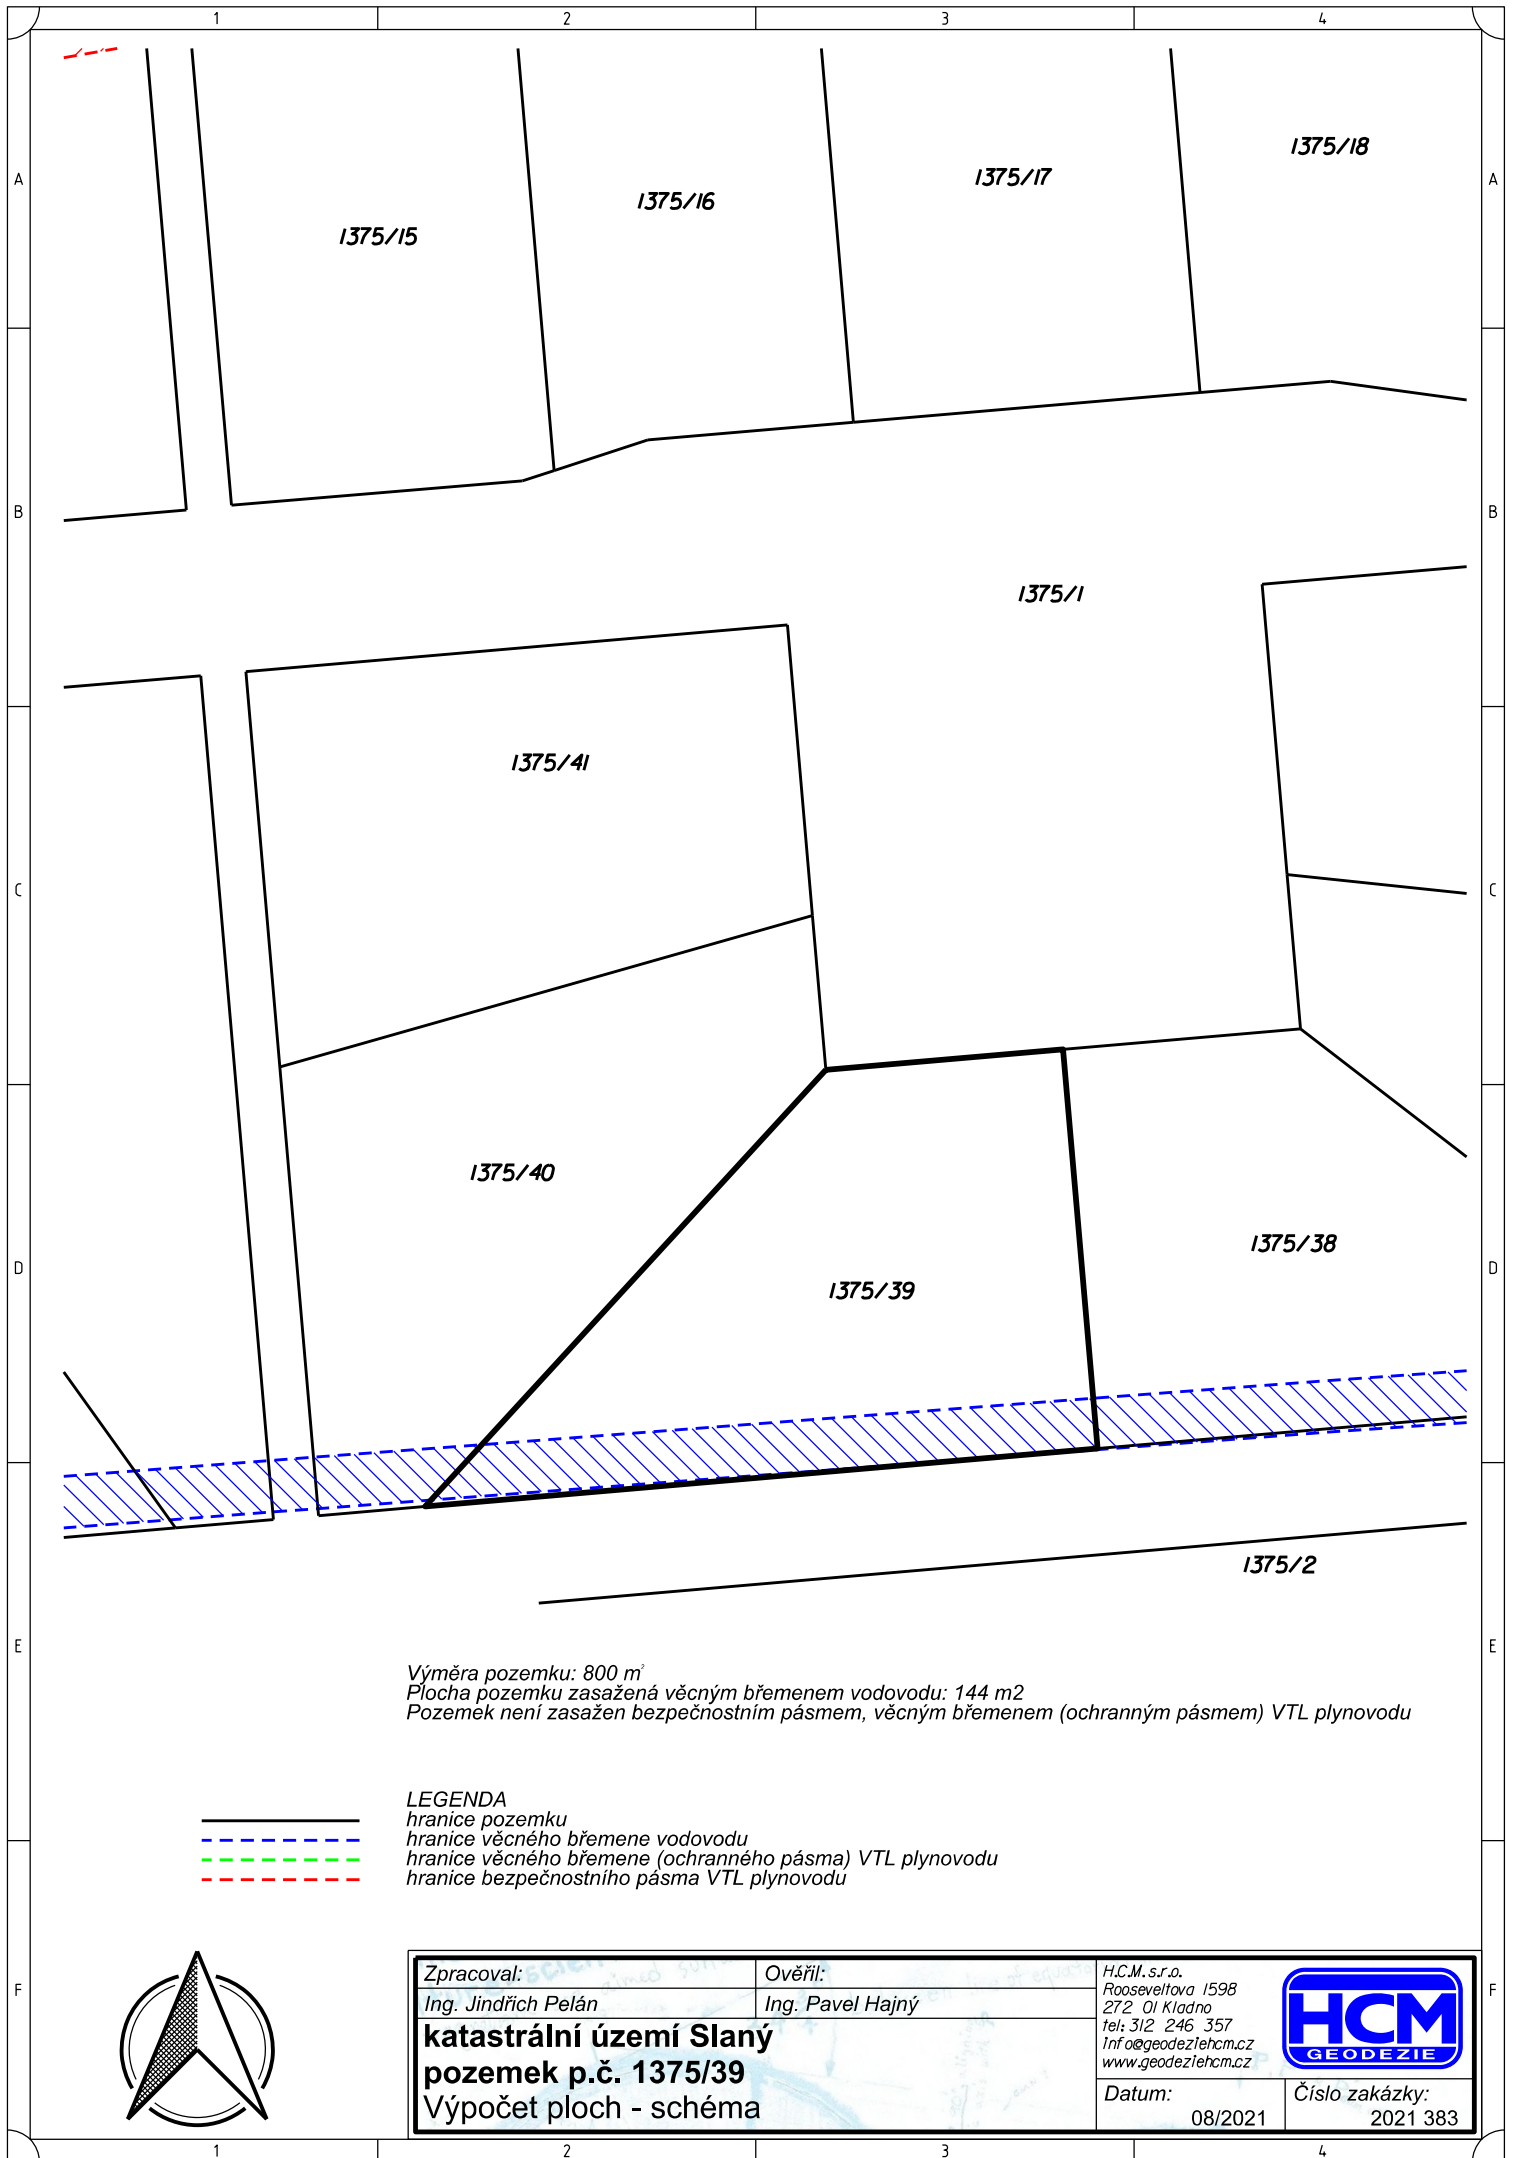 1 2 3 4
A A
1375/18
1375/17
1375/16
1375/15
B B
1375/1
1375/41
C C
1375/40
1375/38
D D
1375/39
1375/2
E E
Výměra pozemku: 800 m²
Plocha pozemku zasažená věcným břemenem vodovodu: 144 m2
Pozemek není zasažen bezpečnostním pásmem, věcným břemenem (ochranným pásmem) VTL plynovodu
LEGENDA
hranice pozemku
hranice věcného břemene vodovodu
hranice věcného břemene (ochranného pásma) VTL plynovodu
hranice bezpečnostního pásma VTL plynovodu
F F
Zpracoval: Ověřil:
Ing. Jindřich Pelán Ing. Pavel Hajný
katastrální území Slaný
pozemek p.č. 1375/39
Výpočet ploch - schéma
H.C.M. s.r.o.
Rooseveltova 1598
272 01 Kladno
tel: 312 246 357
info@geodeziehcm.cz
www.geodeziehcm.cz
HCM
GEODEZIE
Datum: Číslo zakázky:
08/2021 2021 383
1 2 3 4